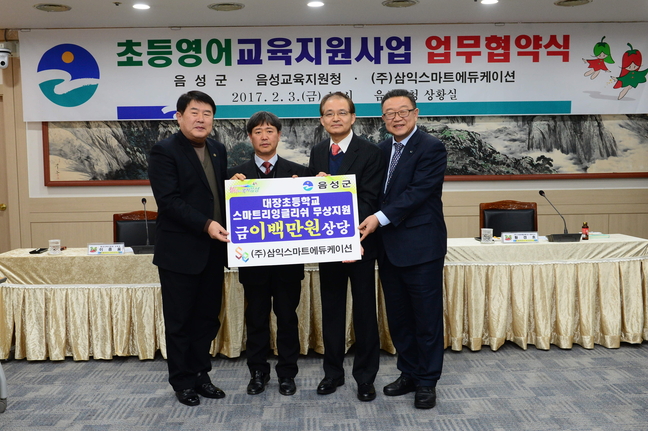 초등영어교육지원사업 업무협약식
음성군 · 음성교육지원청 · (주)삼익스마트에듀케이션
2017. 2. 3.(금) 상황실
음성군
대장초등학교
스마트리잉글리쉬 무상지원
금이백만원상당
(주)삼익스마트에듀케이션